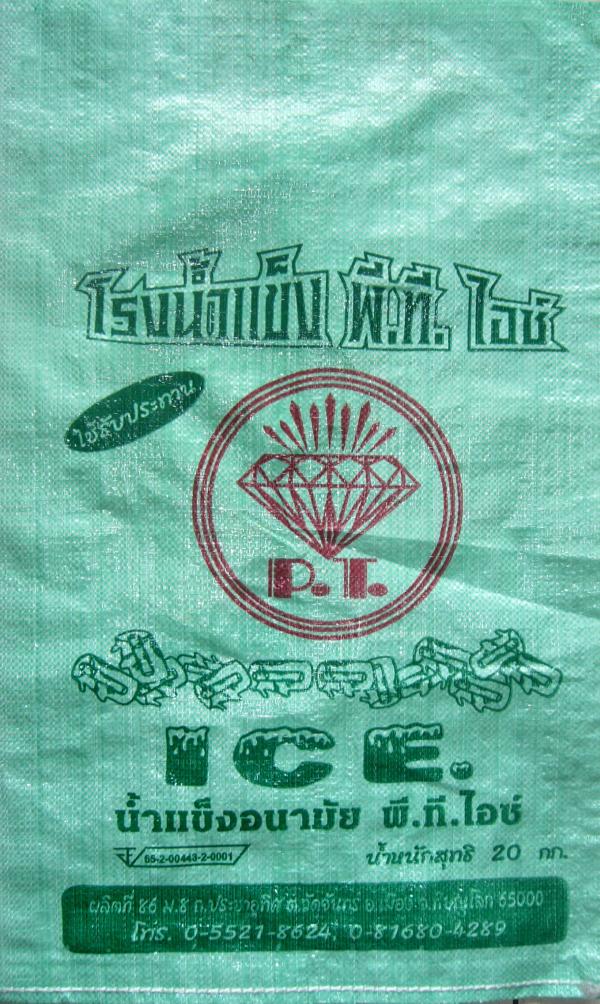 โรงน้ำแข็ง พี.ที. ไอซ์
ใช้รับประทาน
P.T.
ICE.
น้ำแข็งอนามัย พี.ที.ไอซ์
65-2-00443-2-0001
น้ำหนักสุทธิ 20 กก.
ผลิตที่ 86 ม.8 ถ.ประชาอุทิศ ต.วัดจันทร์ อ.เมือง จ.พิษณุโลก 65000
โทร. 0-5521-8624, 0-81680-4289